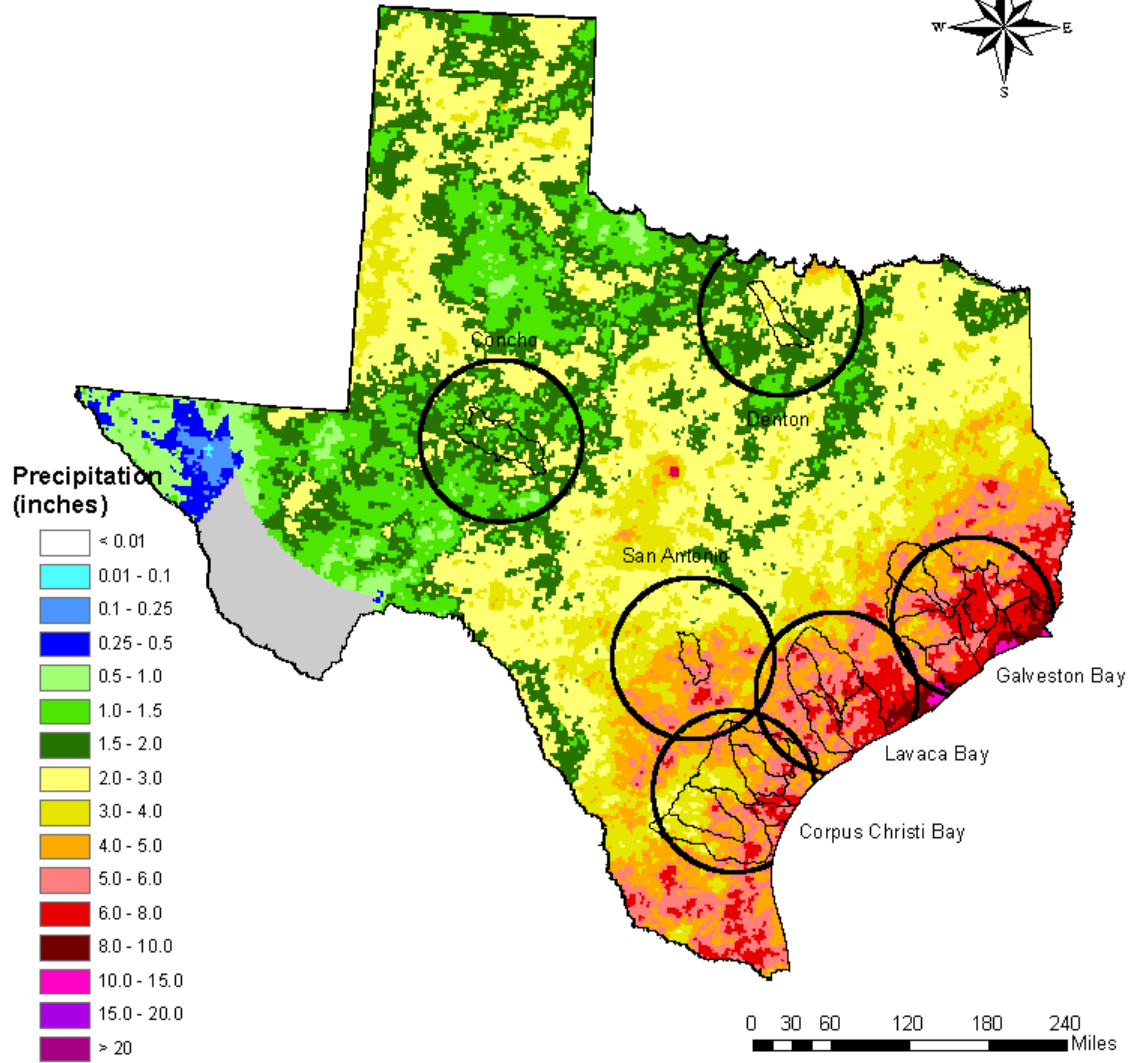 W E
S
Concho
Denton
San Antonio
Galveston Bay
Lavaca Bay
Corpus Christi Bay
Precipitation
(inches)
< 0.01
0.01 - 0.1
0.1 - 0.25
0.25 - 0.5
0.5 - 1.0
1.0 - 1.5
1.5 - 2.0
2.0 - 3.0
3.0 - 4.0
4.0 - 5.0
5.0 - 6.0
6.0 - 8.0
8.0 - 10.0
10.0 - 15.0
15.0 - 20.0
> 20
0 30 60 120 180 240
Miles